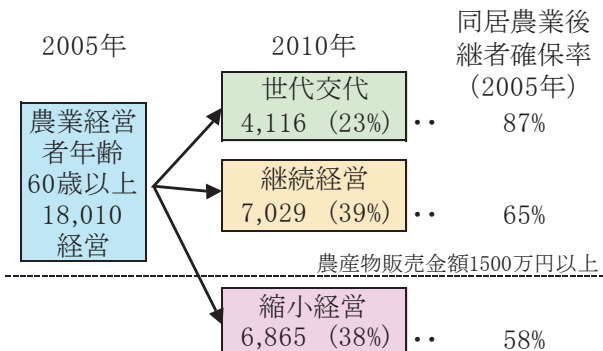 2005年
2010年
同居農業後
継者確保率
（2005年）
農業経営
者年齢
60歳以上
18,010
経営
世代交代
4,116 (23%)
‥
87%
継続経営
7,029 (39%)
‥
65%
農産物販売金額1500万円以上
縮小経営
6,865 (38%)
‥
58%